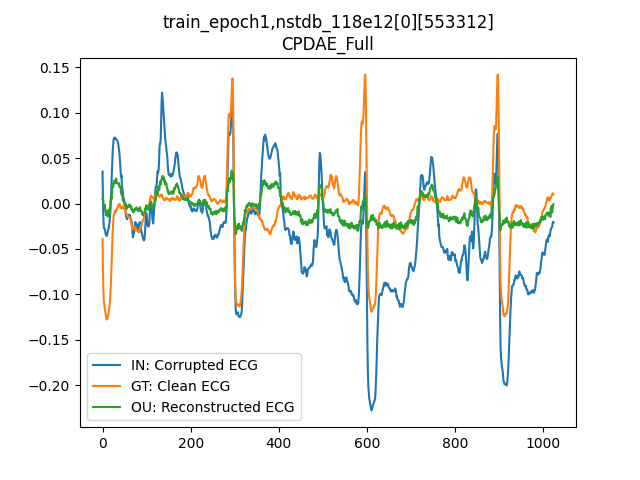 train_epoch1,nstdb_118e12[0][553312]
CPDAE_Full
0.15
0.10
0.05
0.00
−0.05
−0.10
−0.15
−0.20
IN: Corrupted ECG
GT: Clean ECG
OU: Reconstructed ECG
0 200 400 600 800 1000